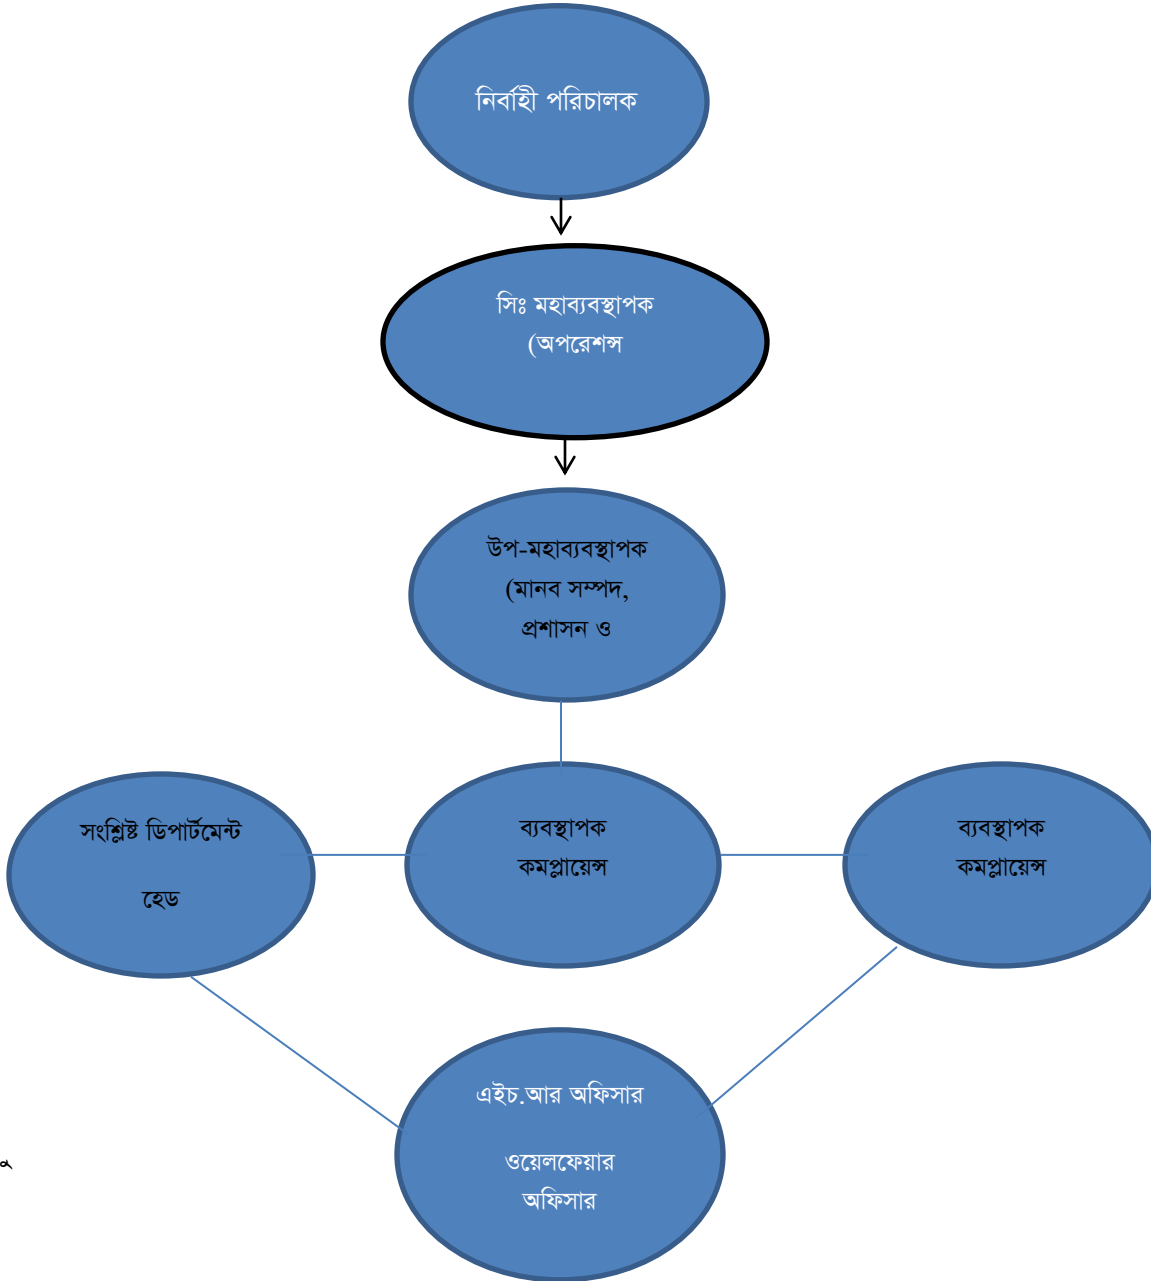 নির্বাহী পরিচালক
সিঃ মহাব্যবস্থাপক
(অপরেশন্স
উপ-মহাব্যবস্থাপক
(মানব সম্পদ,
প্রশাসন ও
সংশ্লিষ্ট ডিপার্টমেন্ট
হেড
ব্যবস্থাপক
কমপ্লায়েন্স
ব্যবস্থাপক
কমপ্লায়েন্স
এইচ.আর অফিসার
ওয়েলফেয়ার
অফিসার